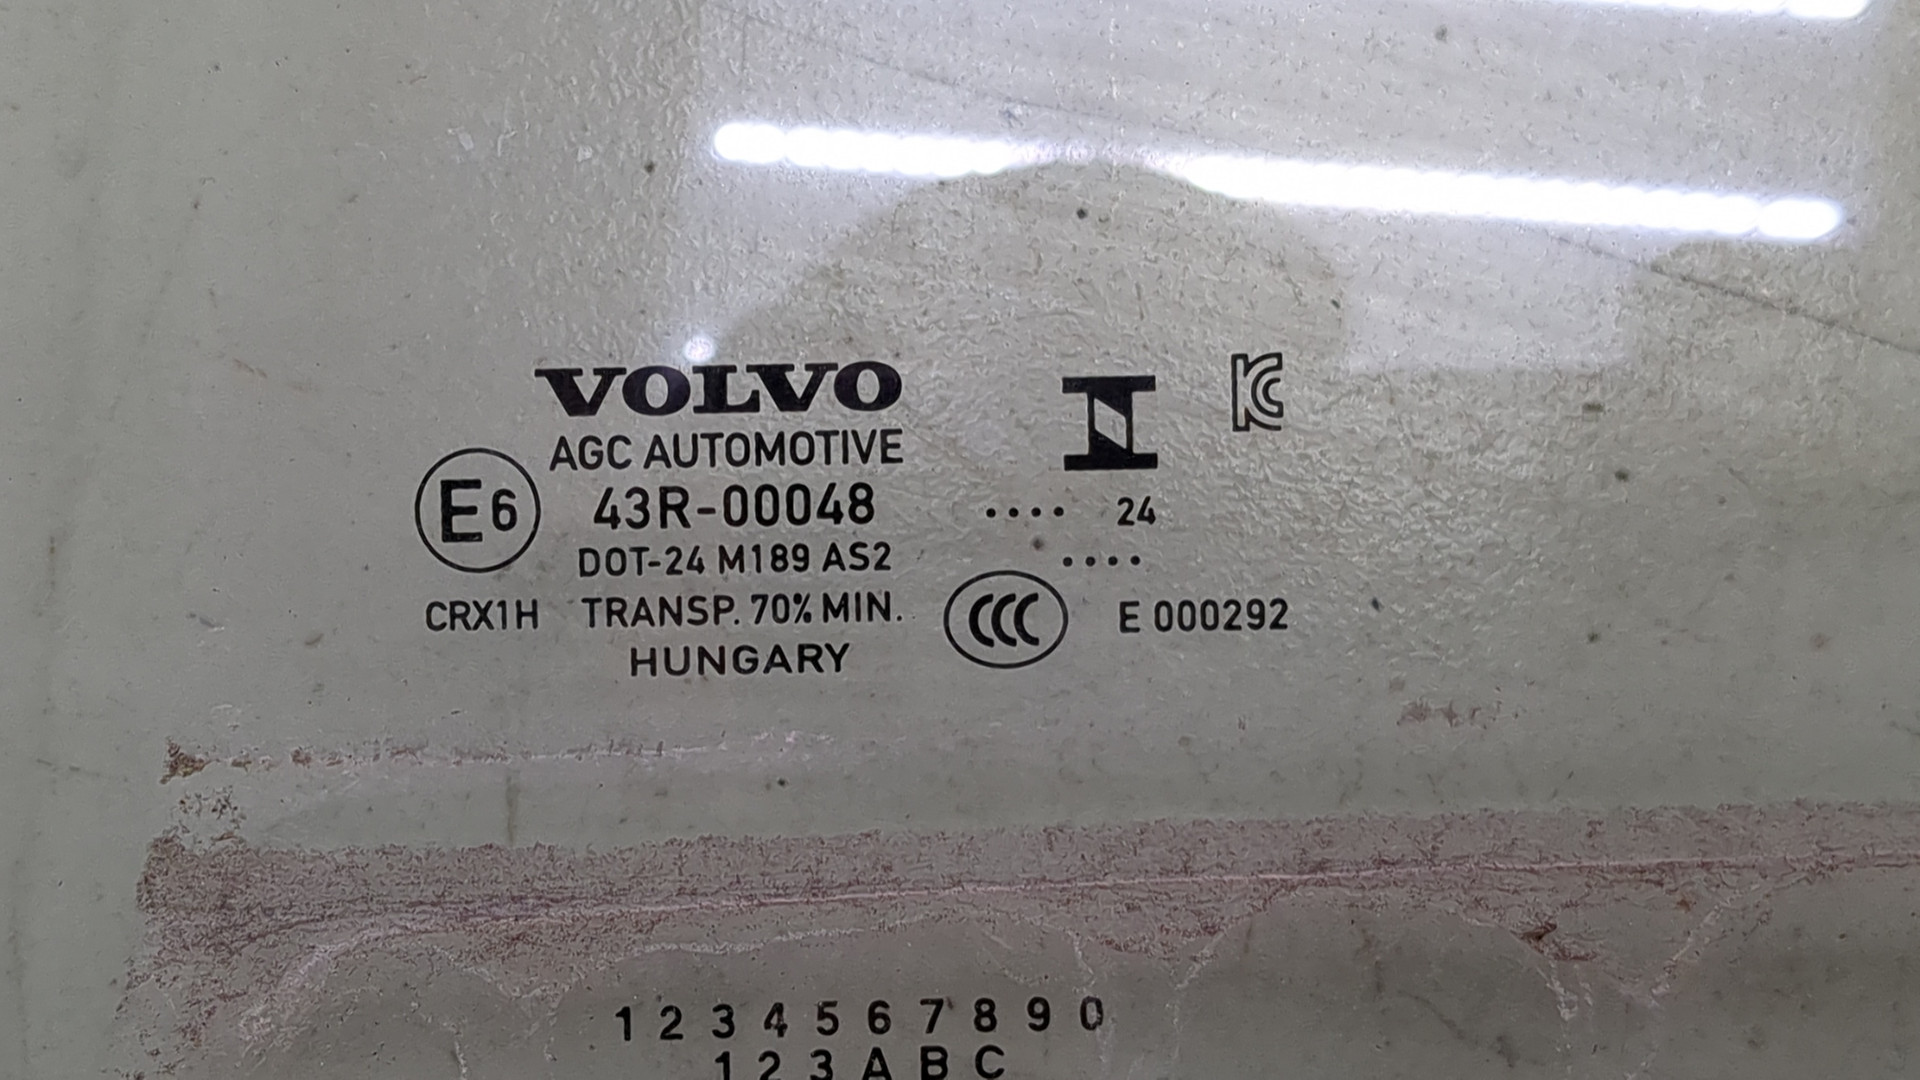 VOLVO
AGC AUTOMOTIVE
E6 43R-00048
DOT-24 M189 AS2
CRX1H TRANSP. 70% MIN.
HUNGARY
KC
.... 24
....
CCC E 000292
1 2 3 4 5 6 7 8 9 0
1 2 3 A B C